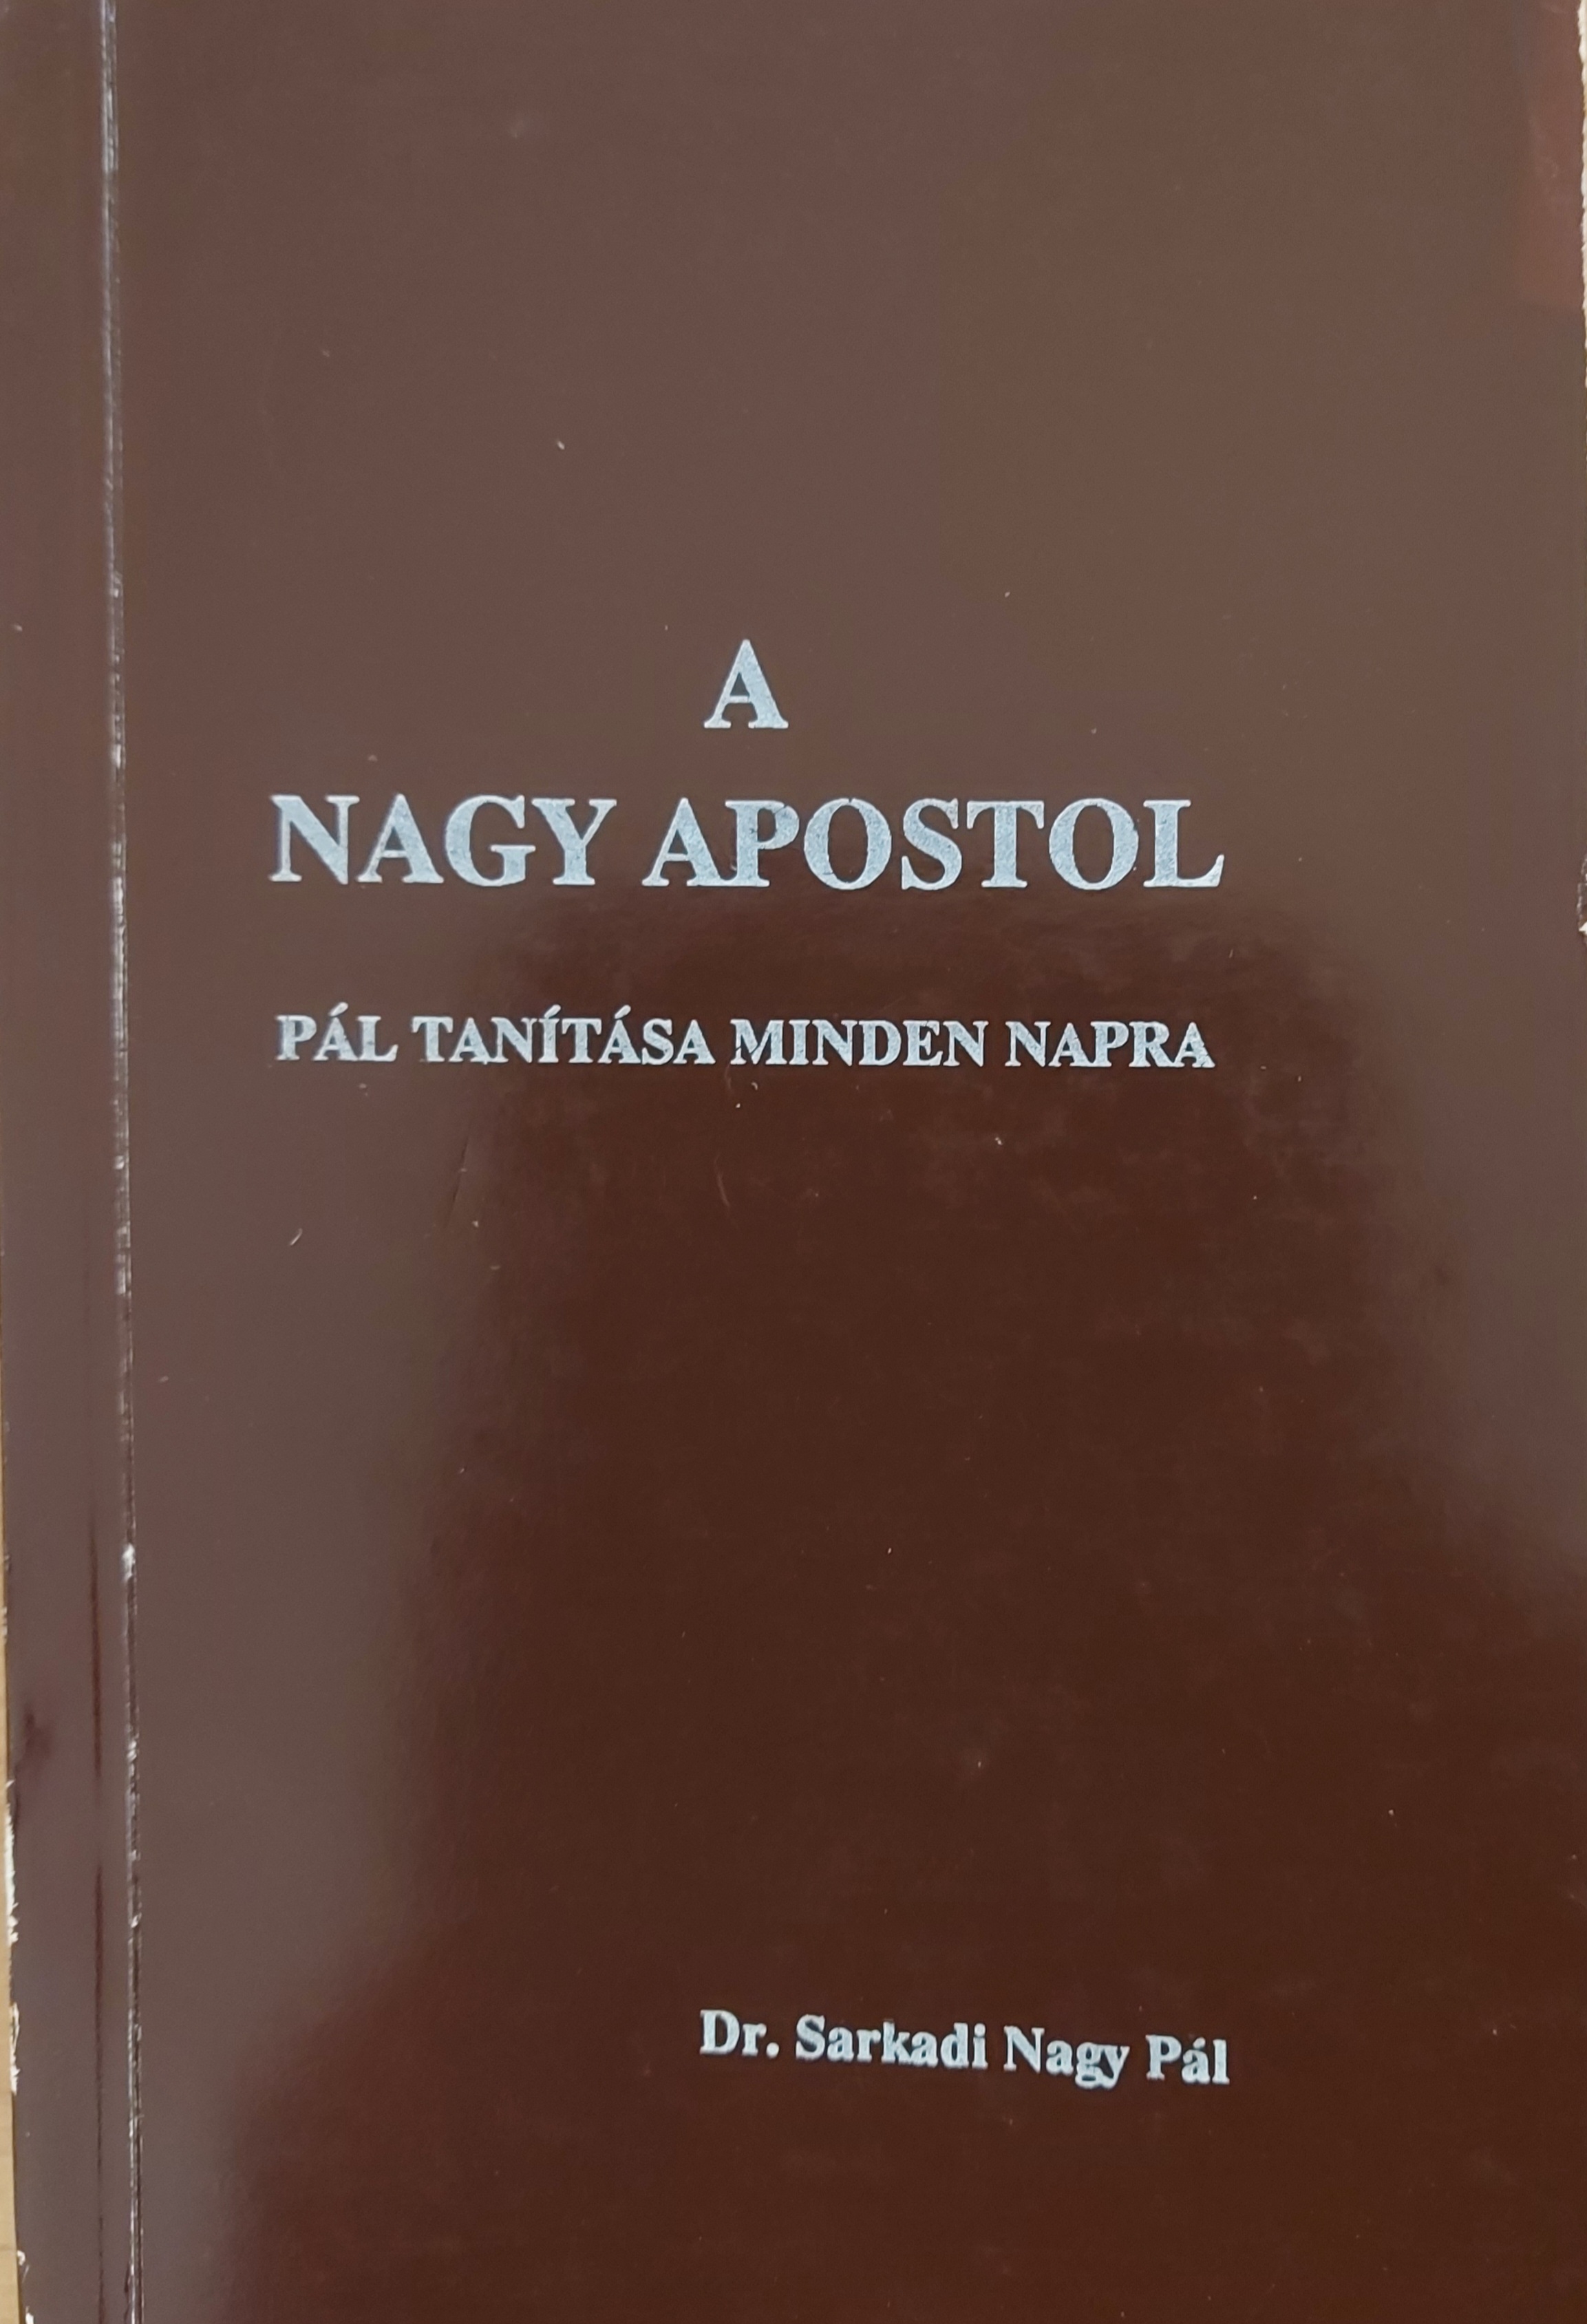 A
NAGY APOSTOL
PÁL TANÍTÁSA MINDEN NAPRA
Dr. Sarkadi Nagy Pál